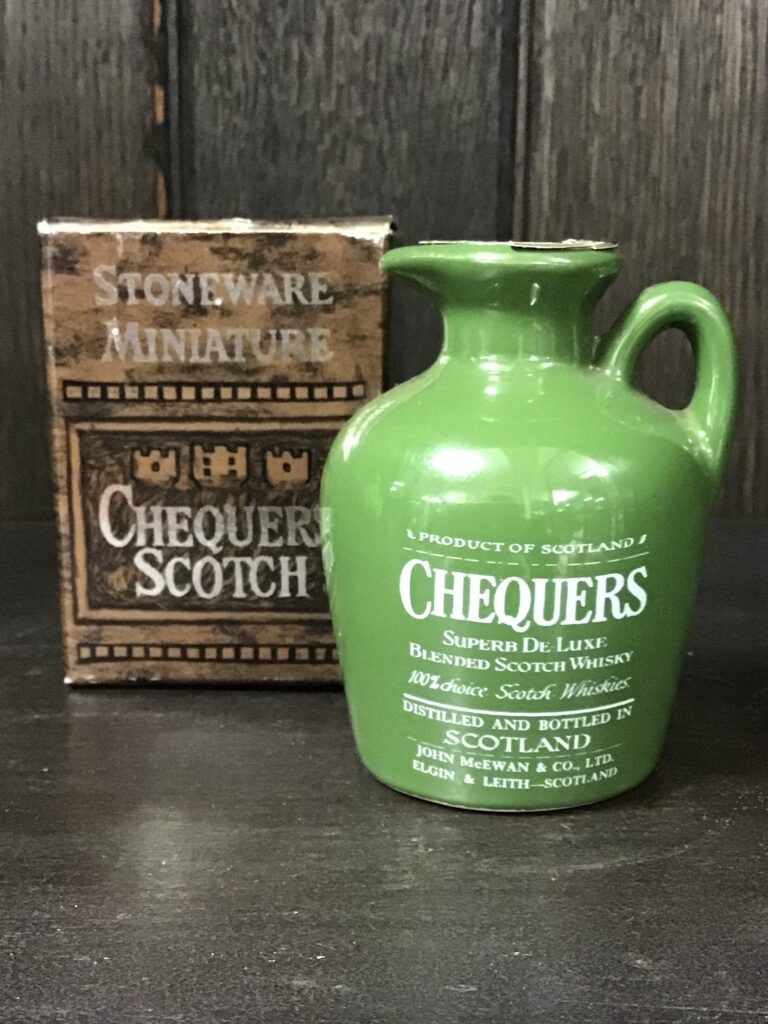 STONEWARE
MINIATURE
CHEQUERS
SCOTCH
PRODUCT OF SCOTLAND
CHEQUERS
SUPERB DE-LUXE
BLENDED SCOTCH WHISKY
100% choice Scotch Whiskies.
DISTILLED AND BOTTLED IN
SCOTLAND
JOHN McEWAN & CO., LTD.
ELGIN & LEITH—SCOTLAND